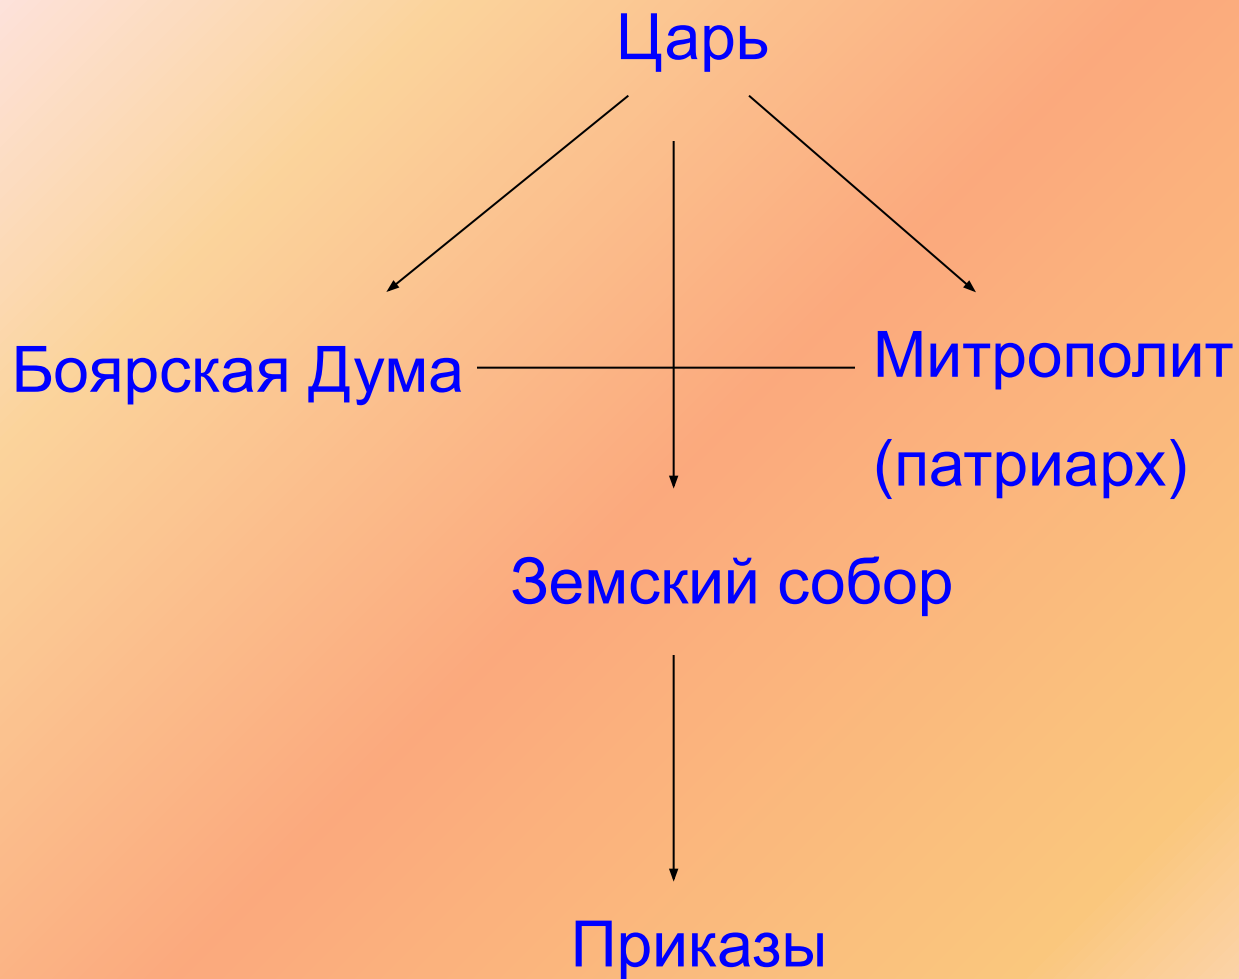 Царь
Боярская Дума
Митрополит
(патриарх)
Земский собор
Приказы